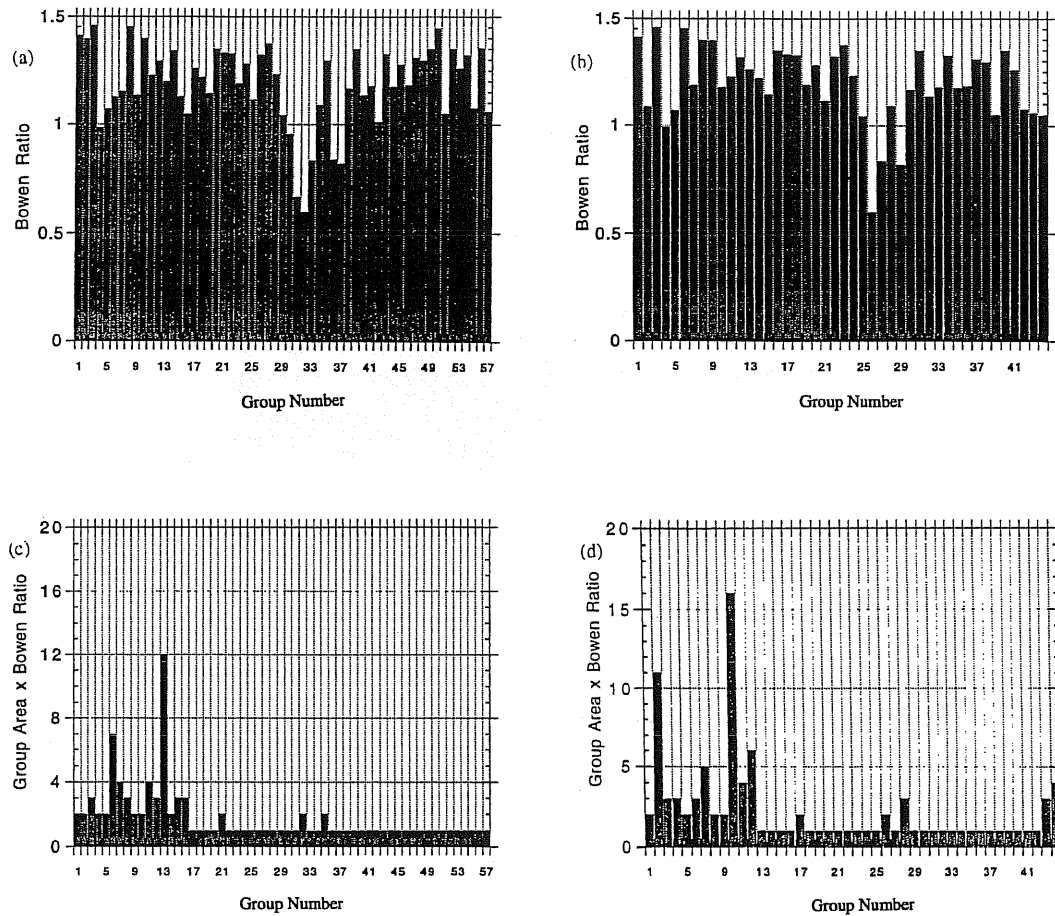 (a)
Bowen Ratio
1.5
1
0.5
0
1 5 9 13 17 21 25 29 33 37 41 45 49 53 57
Group Number
(b)
Bowen Ratio
1.5
1
0.5
0
1 5 9 13 17 21 25 29 33 37 41
Group Number
(c)
Group Area x Bowen Ratio
20
16
12
8
4
0
1 5 9 13 17 21 25 29 33 37 41 45 49 53 57
Group Number
(d)
Group Area x Bowen Ratio
20
15
10
5
0
1 5 9 13 17 21 25 29 33 37 41
Group Number